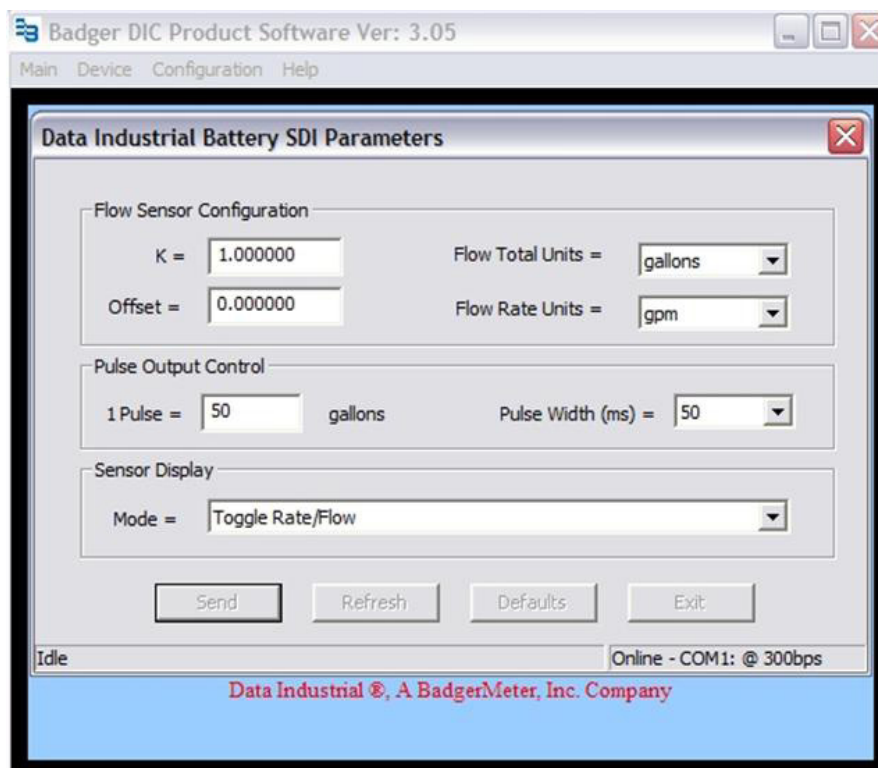 Badger DIC Product Software Ver: 3.05
Main Device Configuration Help
Data Industrial Battery SDI Parameters
Flow Sensor Configuration
K = 1.000000 Flow Total Units = gallons
Offset = 0.000000 Flow Rate Units = gpm
Pulse Output Control
1 Pulse = 50 gallons Pulse Width (ms) = 50
Sensor Display
Mode = Toggle Rate/Flow
Send Refresh Defaults Exit
Idle Online - COM1: @ 300bps
Data Industrial ®, A BadgerMeter, Inc. Company